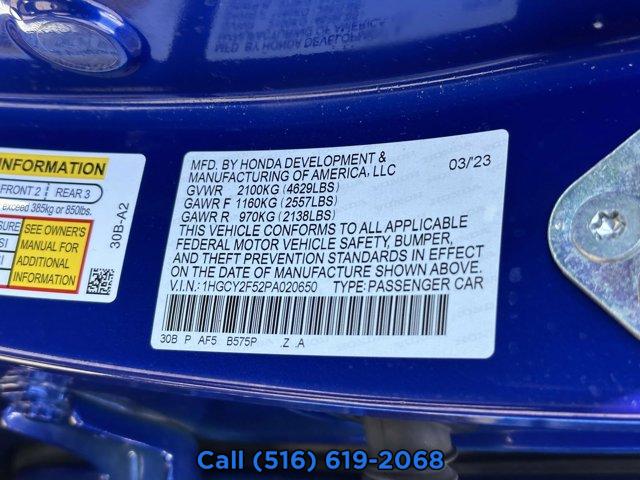 MFD. BY HONDA DEVELOPMENT &
MANUFACTURING OF AMERICA, LLC 03/'23
GVWR 2100KG (4629LBS)
GAWR F 1160KG (2557LBS)
GAWR R 970KG (2138LBS)
THIS VEHICLE CONFORMS TO ALL APPLICABLE
FEDERAL MOTOR VEHICLE SAFETY, BUMPER,
AND THEFT PREVENTION STANDARDS IN EFFECT
ON THE DATE OF MANUFACTURE SHOWN ABOVE.
V.I.N.: 1HGCY2F52PA020650 TYPE: PASSENGER CAR
30B P AF5 B575P .Z .A
INFORMATION
FRONT 2 REAR 3
exceed 385kg or 850lbs.
SEE OWNER'S
MANUAL FOR
ADDITIONAL
INFORMATION
30B-A2
Call (516) 619-2068